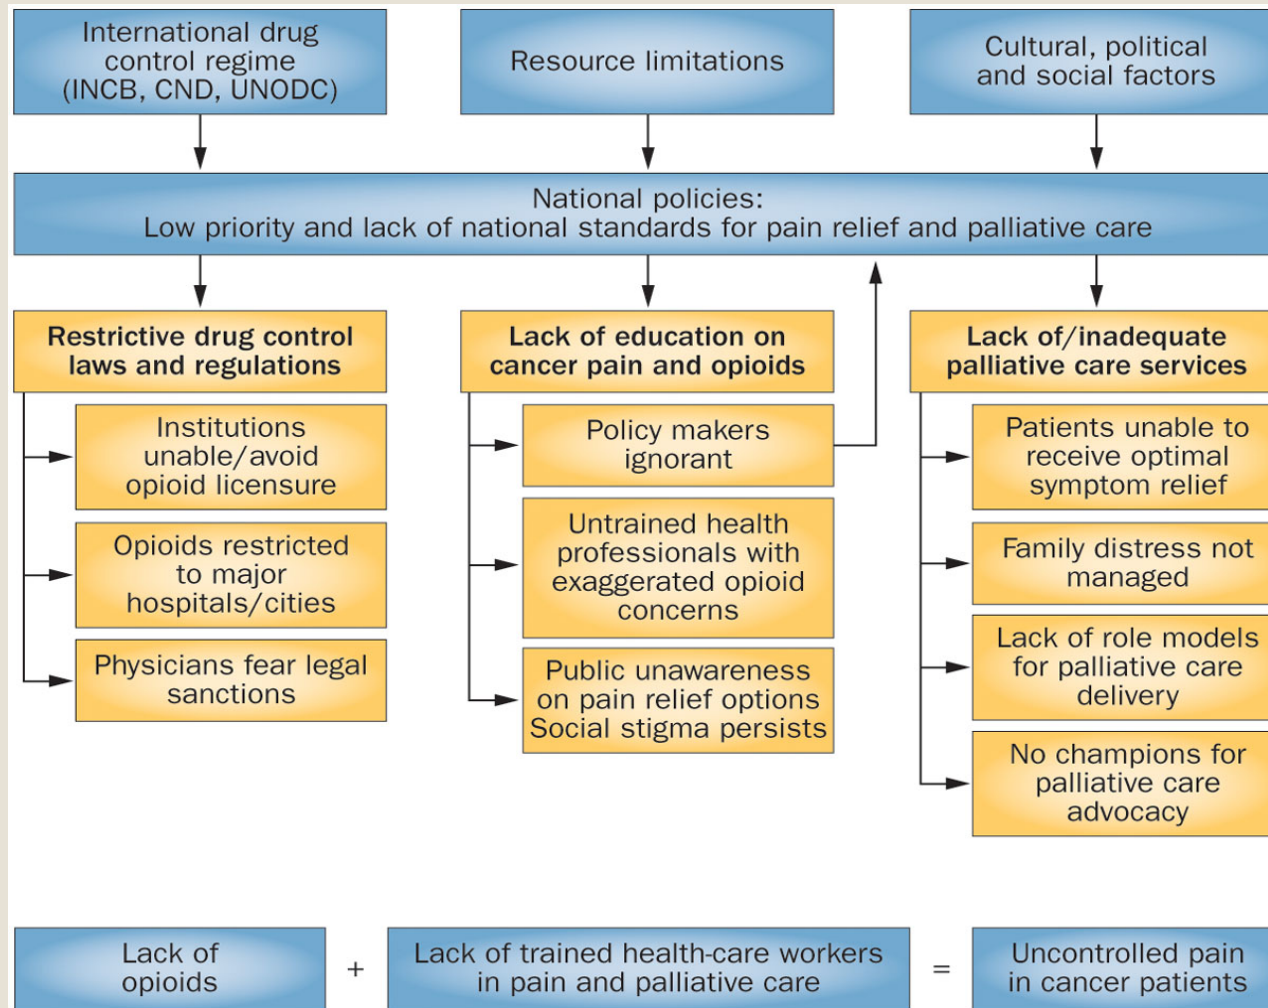 International drug
control regime
(INCB, CND, UNODC)
Resource limitations
Cultural, political
and social factors
National policies:
Low priority and lack of national standards for pain relief and palliative care
Restrictive drug control
laws and regulations
Institutions
unable/avoid
opioid licensure
Opioids restricted
to major
hospitals/cities
Physicians fear legal
sanctions
Lack of education on
cancer pain and opioids
Policy makers
ignorant
Untrained health
professionals with
exaggerated opioid
concerns
Public unawareness
on pain relief options
Social stigma persists
Lack of/inadequate
palliative care services
Patients unable to
receive optimal
symptom relief
Family distress not
managed
Lack of role models
for palliative care
delivery
No champions for
palliative care
advocacy
Lack of
opioids
+
Lack of trained health-care workers
in pain and palliative care
=
Uncontrolled pain
in cancer patients